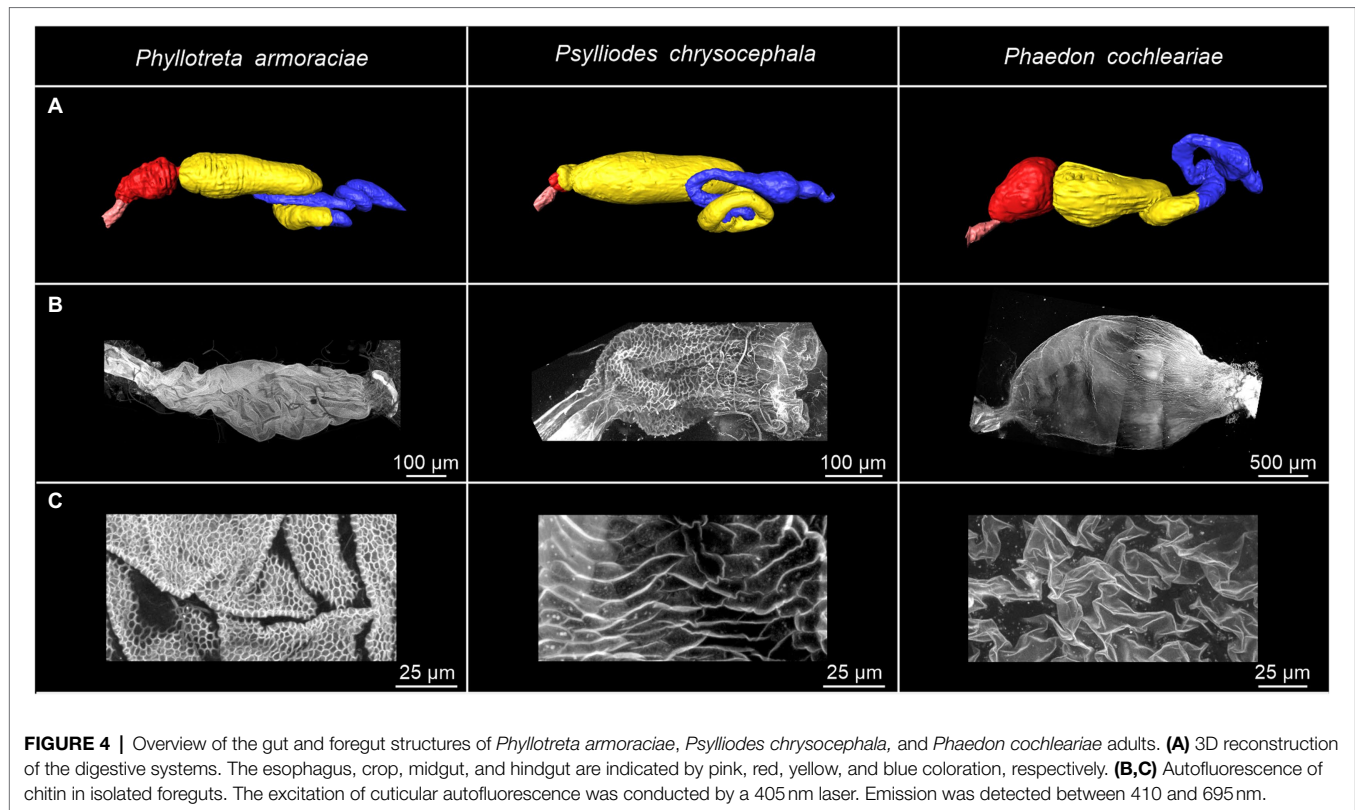 Phyllotreta armoraciae
Psylliodes chrysocephala
Phaedon cochleariae
A
B
100 µm
100 µm
500 µm
C
25 µm
25 µm
25 µm
FIGURE 4 | Overview of the gut and foregut structures of Phyllotreta armoraciae, Psylliodes chrysocephala, and Phaedon cochleariae adults. (A) 3D reconstruction
of the digestive systems. The esophagus, crop, midgut, and hindgut are indicated by pink, red, yellow, and blue coloration, respectively. (B,C) Autofluorescence of
chitin in isolated foreguts. The excitation of cuticular autofluorescence was conducted by a 405 nm laser. Emission was detected between 410 and 695 nm.